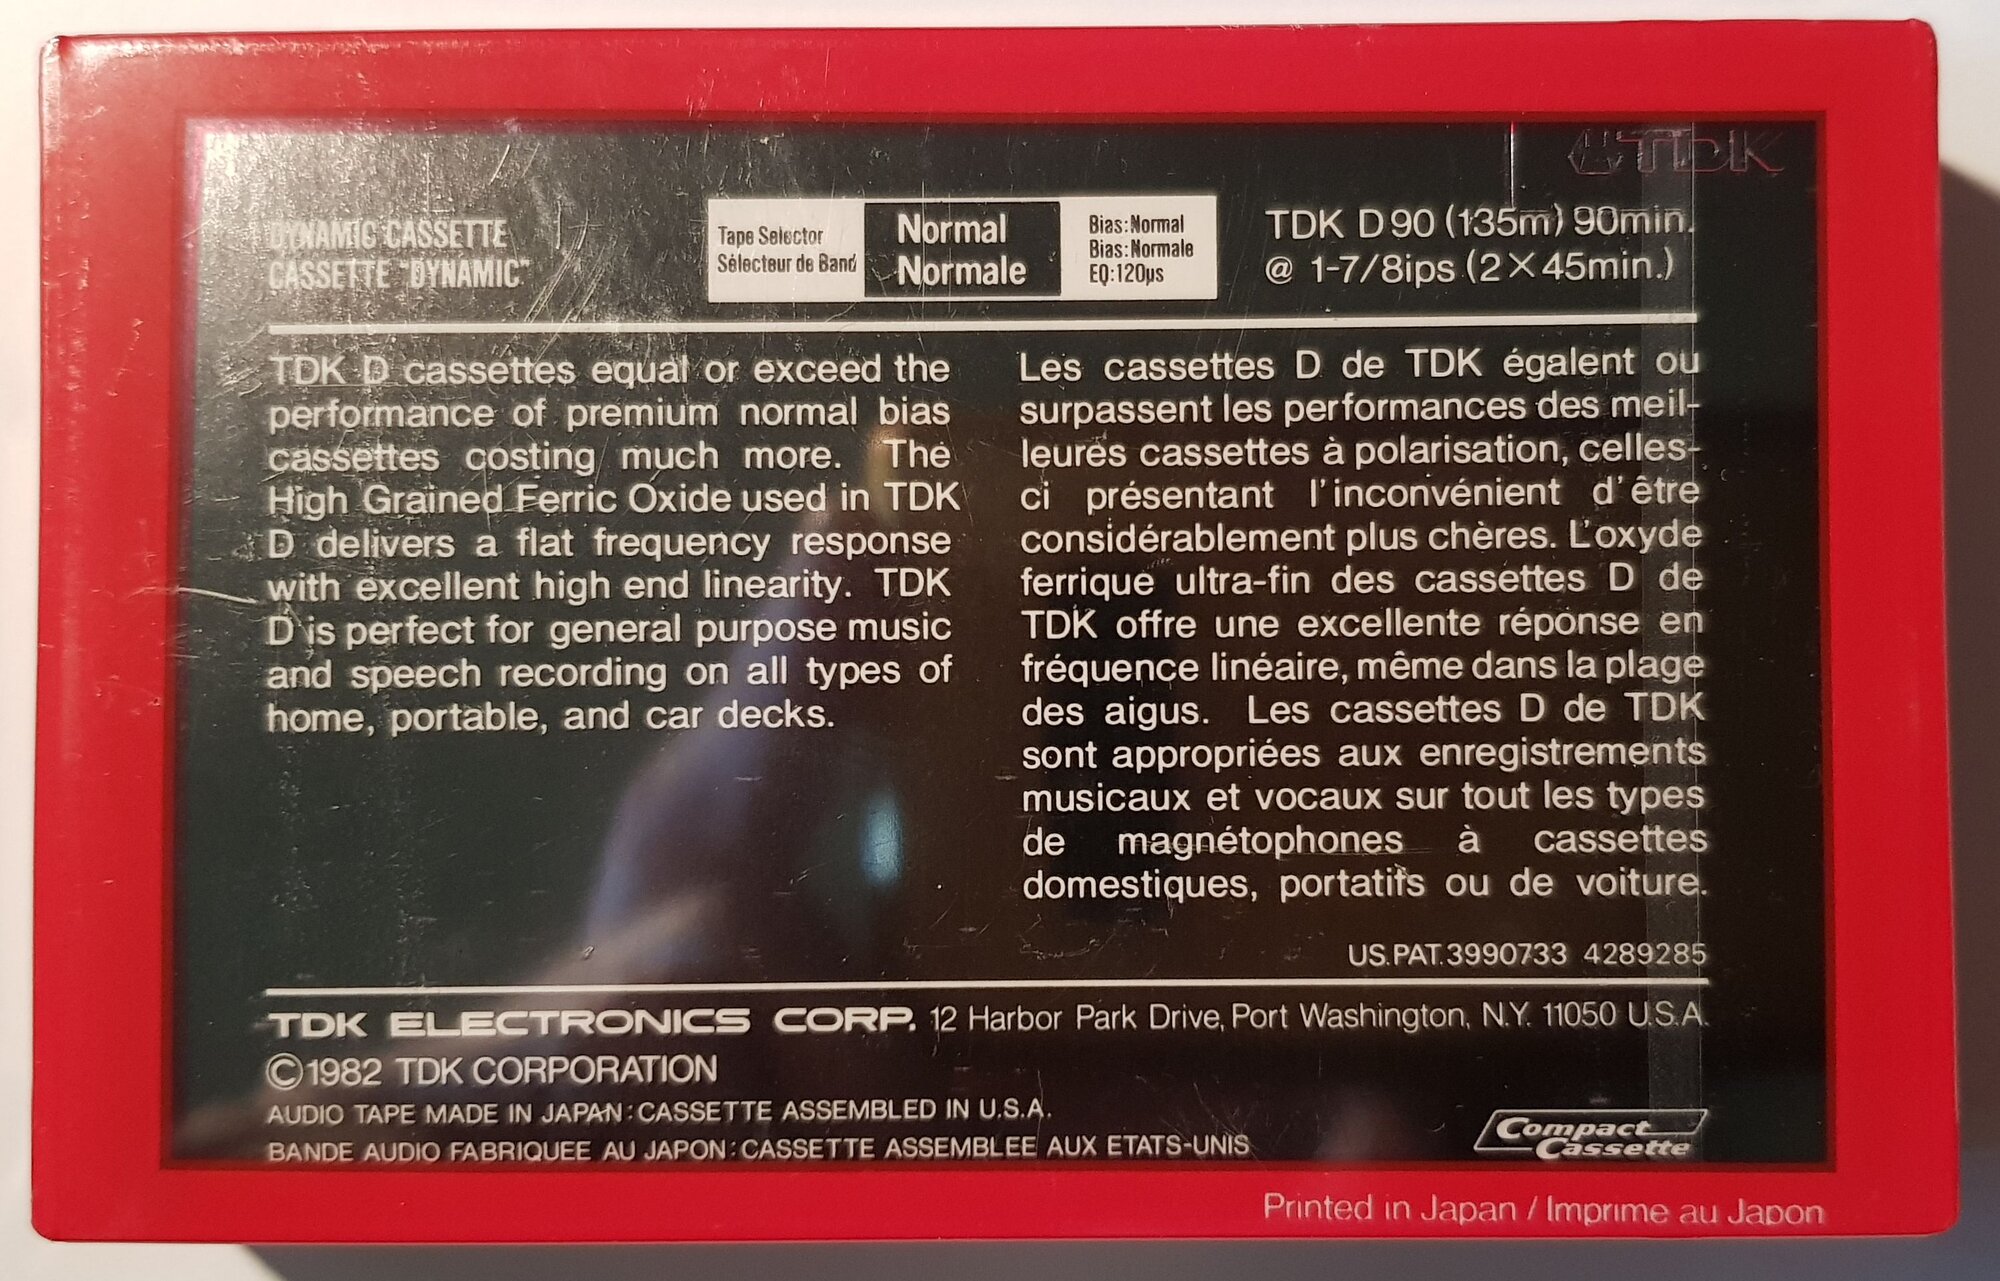 TDK
DYNAMIC CASSETTE
CASSETTE "DYNAMIC"
Tape Selector
Sélecteur de Band
Normal
Normale
Bias:Normal
Bias:Normale
EQ:120µs
TDK D90 (135m) 90min.
@ 1-7/8ips (2×45min.)
TDK D cassettes equal or exceed the
performance of premium normal bias
cassettes costing much more. The
High Grained Ferric Oxide used in TDK
D delivers a flat frequency response
with excellent high end linearity. TDK
D is perfect for general purpose music
and speech recording on all types of
home, portable, and car decks.
Les cassettes D de TDK égalent ou
surpassent les performances des meil-
leures cassettes à polarisation, celles-
ci présentant l'inconvénient d'être
considérablement plus chères. L'oxyde
ferrique ultra-fin des cassettes D de
TDK offre une excellente réponse en
fréquence linéaire, même dans la plage
des aigus. Les cassettes D de TDK
sont appropriées aux enregistrements
musicaux et vocaux sur tout les types
de magnétophones à cassettes
domestiques, portatifs ou de voiture.
US.PAT.3990733 4289285
TDK ELECTRONICS CORP. 12 Harbor Park Drive, Port Washington, N.Y. 11050 U.S.A.
©1982 TDK CORPORATION
AUDIO TAPE MADE IN JAPAN:CASSETTE ASSEMBLED IN U.S.A.
BANDE AUDIO FABRIQUEE AU JAPON:CASSETTE ASSEMBLEE AUX ETATS-UNIS
Compact
Cassette
Printed in Japan / Imprime au Japon